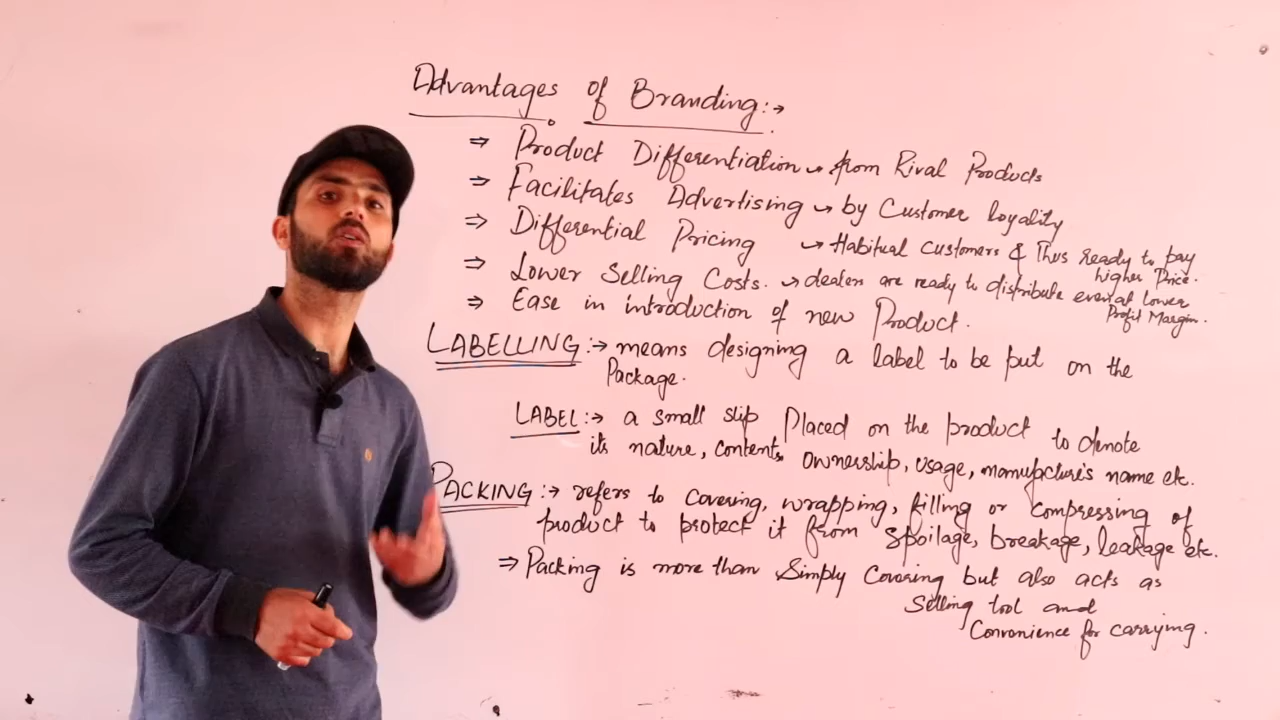 Advantages of Branding:→
⇒ Product Differentiation → from Rival Products
⇒ Facilitates Advertising → by Customer loyality
⇒ Differential Pricing → Habitual customers & Thus ready to pay
higher Price.
⇒ Lower Selling Costs. → dealers are ready to distribute even at lower
Profit Margin.
⇒ Ease in introduction of new Product.
LABELLING:→ means designing a label to be put on the
Package.
LABEL:→ a small slip Placed on the product to denote
its nature, contents, ownership, usage, manufacture's name etc.
PACKING:→ refers to covering, wrapping, filling or compressing of
product to protect it from spoilage, breakage, leakage etc.
⇒ Packing is more than Simply Covering but also acts as
Selling tool and
Convenience for carrying.